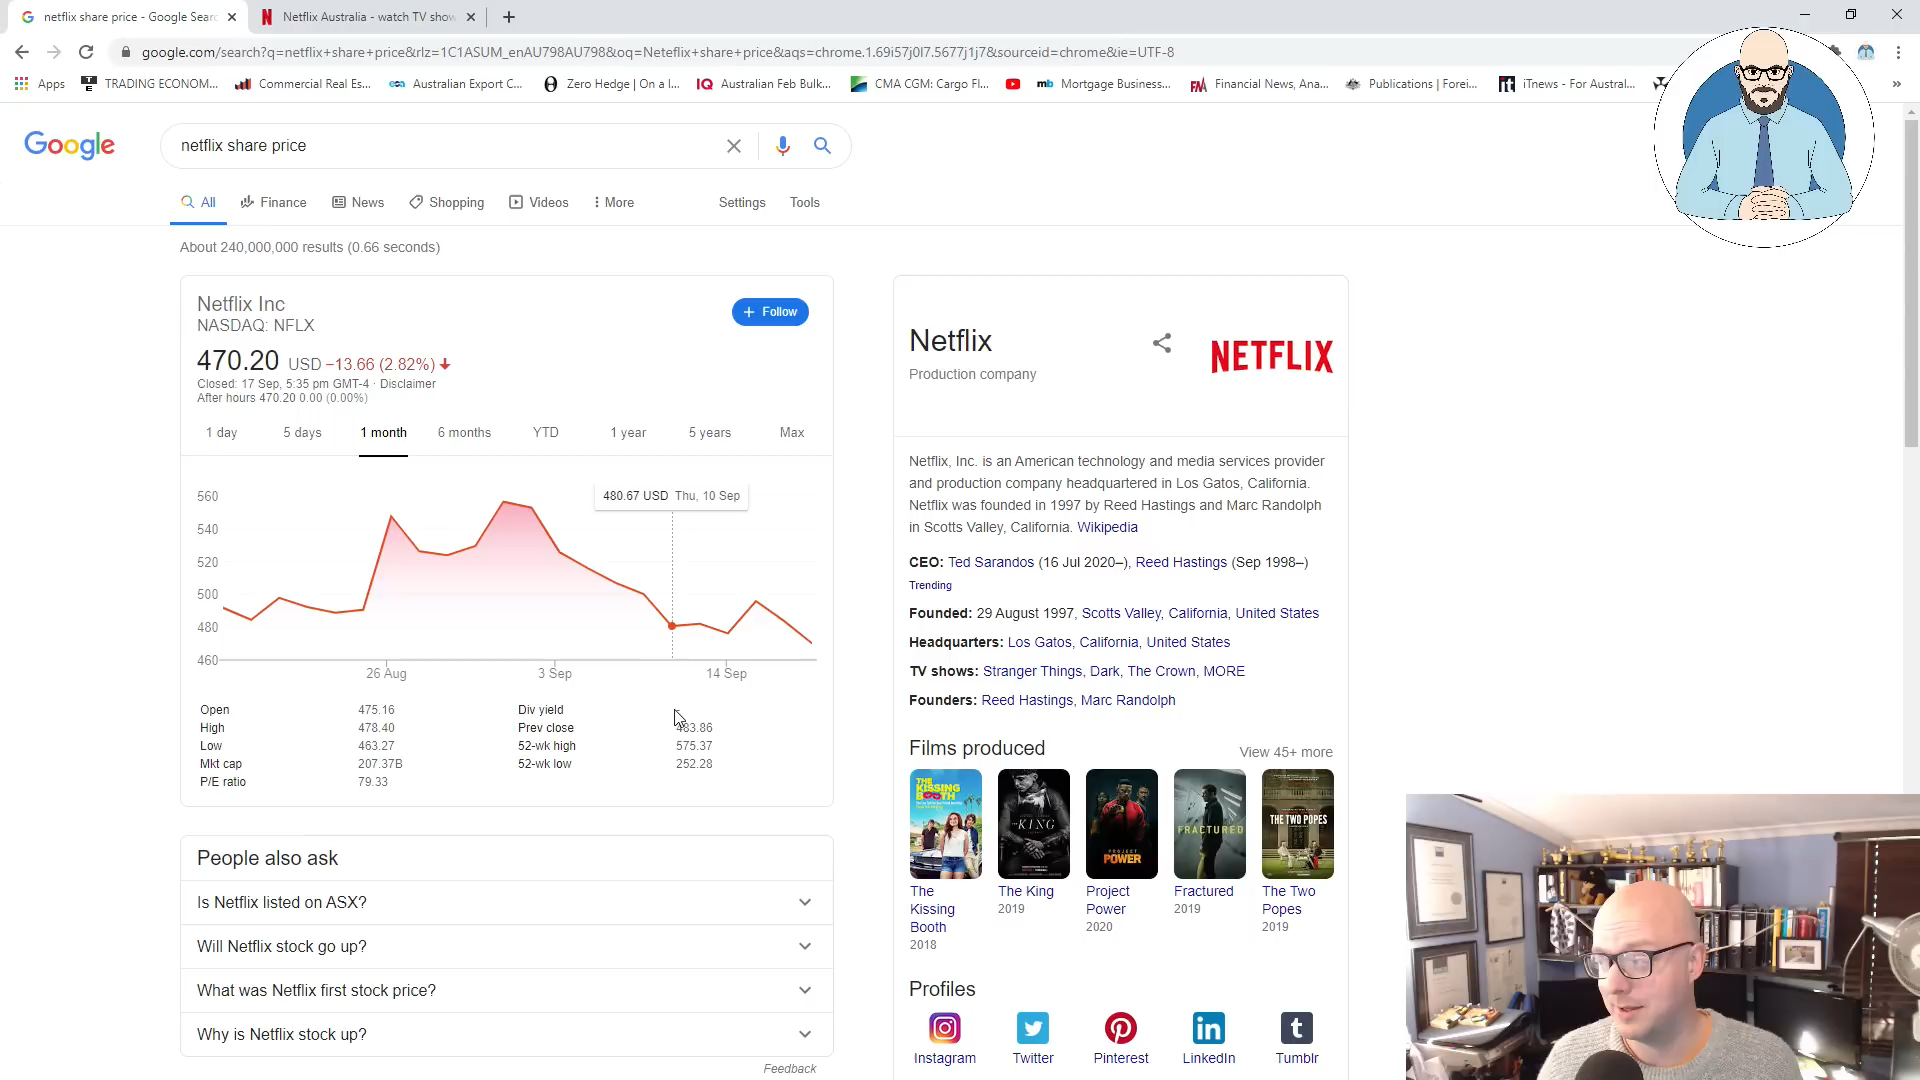 netflix share price - Google Sear
Netflix Australia - watch TV show
google.com/search?q=netflix+share+price&rlz=1C1ASUM_enAU798AU798&oq=Neteflix+share+price&aqs=chrome.1.69i57j0l7.5677j1j7&sourceid=chrome&ie=UTF-8
Apps
TRADING ECONOM...
Commercial Real Es...
Australian Export C...
Zero Hedge | On a l...
Australian Feb Bulk...
CMA CGM: Cargo Fl...
Mortgage Business...
Financial News, Ana...
Publications | Forei...
iTnews - For Austral...
Google
netflix share price
All
Finance
News
Shopping
Videos
More
Settings
Tools
About 240,000,000 results (0.66 seconds)
Netflix Inc
NASDAQ: NFLX
+ Follow
470.20 USD −13.66 (2.82%)
Closed: 17 Sep, 5:35 pm GMT-4 · Disclaimer
After hours 470.20 0.00 (0.00%)
1 day 5 days 1 month 6 months YTD 1 year 5 years Max
480.67 USD Thu, 10 Sep
560
540
520
500
480
460
26 Aug 3 Sep 14 Sep
Open 475.16 Div yield
High 478.40 Prev close 483.86
Low 463.27 52-wk high 575.37
Mkt cap 207.37B 52-wk low 252.28
P/E ratio 79.33
People also ask
Is Netflix listed on ASX?
Will Netflix stock go up?
What was Netflix first stock price?
Why is Netflix stock up?
Feedback
Netflix
Production company
NETFLIX
Netflix, Inc. is an American technology and media services provider
and production company headquartered in Los Gatos, California.
Netflix was founded in 1997 by Reed Hastings and Marc Randolph
in Scotts Valley, California. Wikipedia
CEO: Ted Sarandos (16 Jul 2020–), Reed Hastings (Sep 1998–)
Trending
Founded: 29 August 1997, Scotts Valley, California, United States
Headquarters: Los Gatos, California, United States
TV shows: Stranger Things, Dark, The Crown, MORE
Founders: Reed Hastings, Marc Randolph
Films produced
View 45+ more
THE KISSING BOOTH
THE KING
PROJECT POWER
FRACTURED
THE TWO POPES
The Kissing Booth
2018
The King
2019
Project Power
2020
Fractured
2019
The Two Popes
2019
Profiles
Instagram
Twitter
Pinterest
LinkedIn
Tumblr